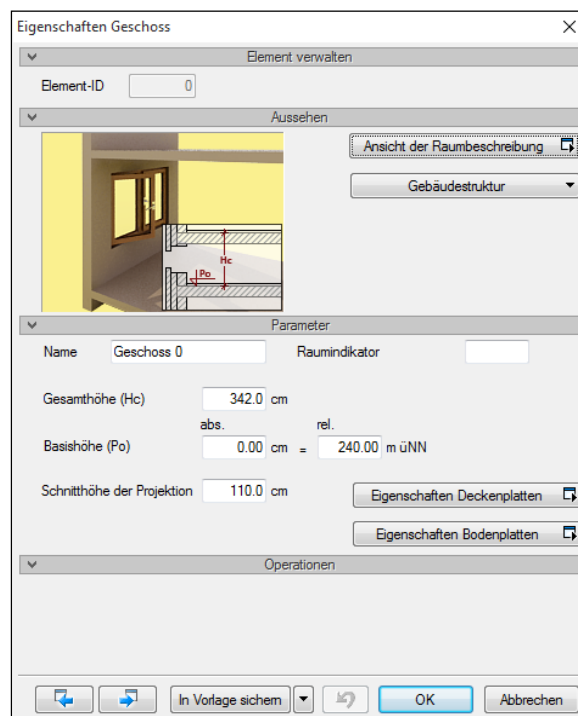 Eigenschaften Geschoss
Element verwalten
Element-ID 0
Aussehen
Ansicht der Raumbeschreibung
Gebäudestruktur
Hc
Po
Parameter
Name Geschoss 0 Raumindikator
Gesamthöhe (Hc) 342.0 cm
abs. rel.
Basishöhe (Po) 0.00 cm = 240.00 m üNN
Schnitthöhe der Projektion 110.0 cm
Eigenschaften Deckenplatten
Eigenschaften Bodenplatten
Operationen
In Vorlage sichern OK Abbrechen